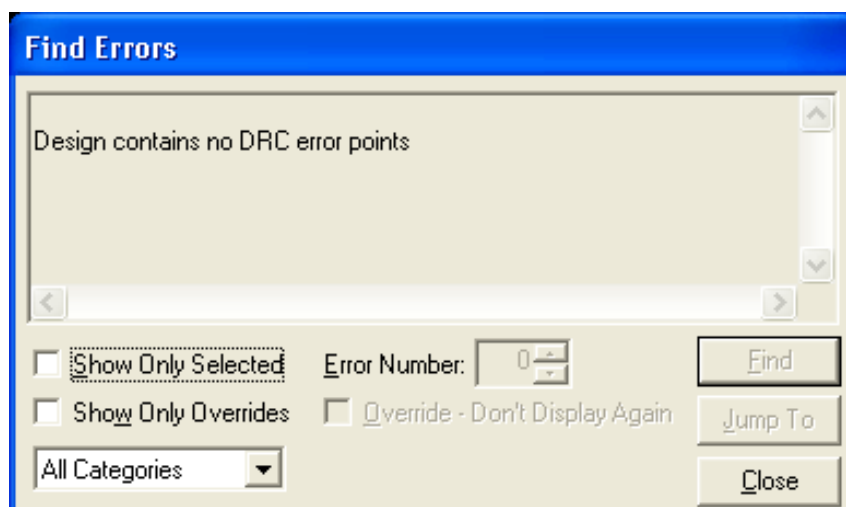 Find Errors
Design contains no DRC error points
Show Only Selected
Error Number: 0
Find
Show Only Overrides
Override - Don't Display Again
Jump To
All Categories
Close